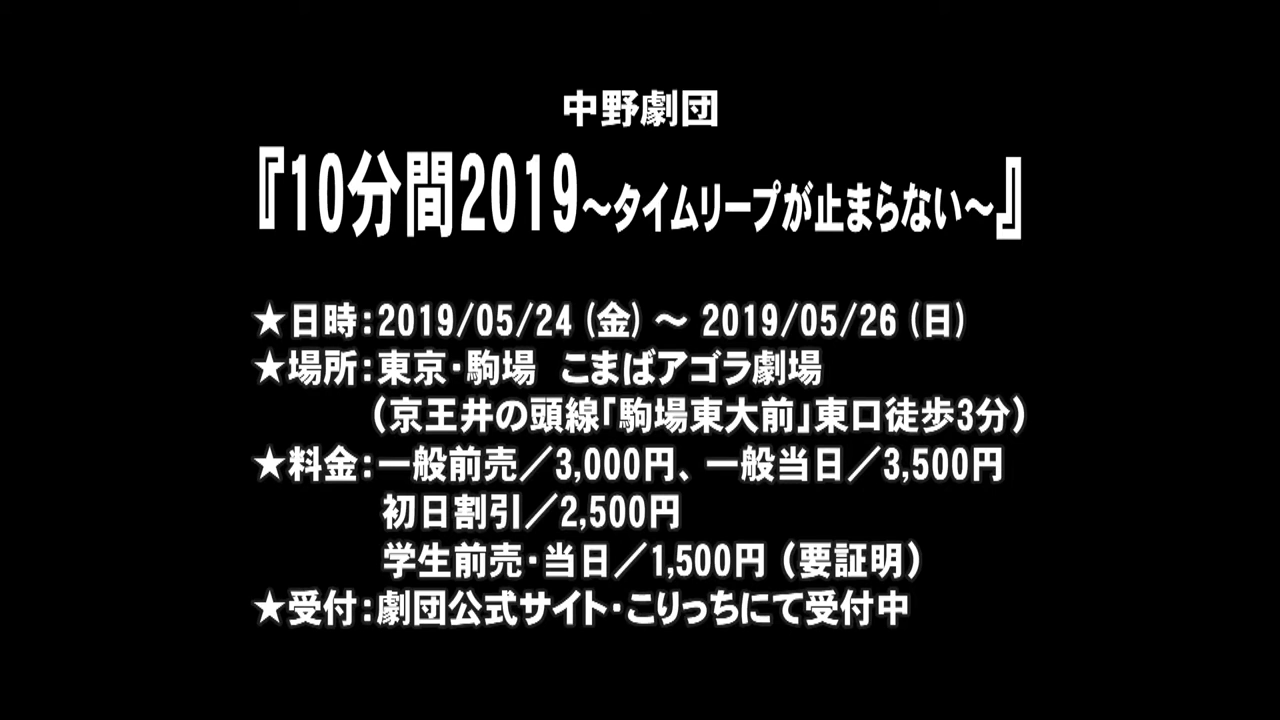 中野劇団
『10分間2019～タイムリープが止まらない～』
★日時：2019/05/24（金）～ 2019/05/26（日）
★場所：東京・駒場　こまばアゴラ劇場
（京王井の頭線「駒場東大前」東口徒歩3分）
★料金：一般前売／3,000円、一般当日／3,500円
初日割引／2,500円
学生前売・当日／1,500円（要証明）
★受付：劇団公式サイト・こりっちにて受付中